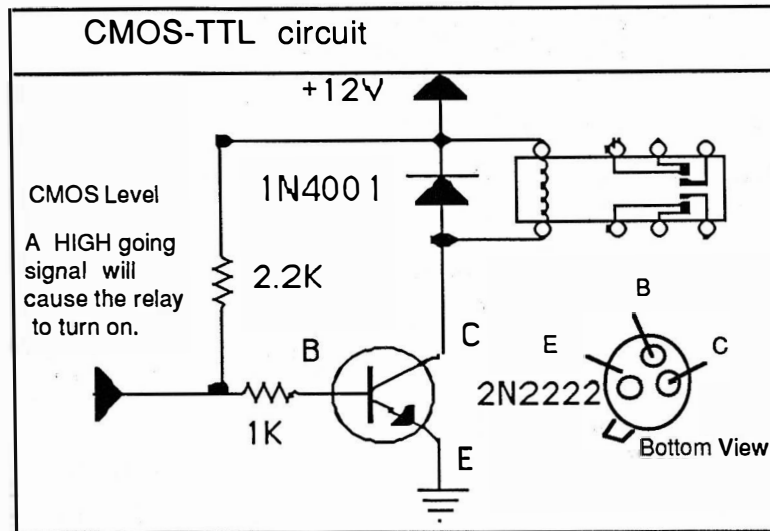 CMOS-TTL circuit
+12V
1N4001
CMOS Level
A HIGH going
signal will
cause the relay
to turn on.
2.2K
B
C
1K
E
B
E
C
2N2222
Bottom View